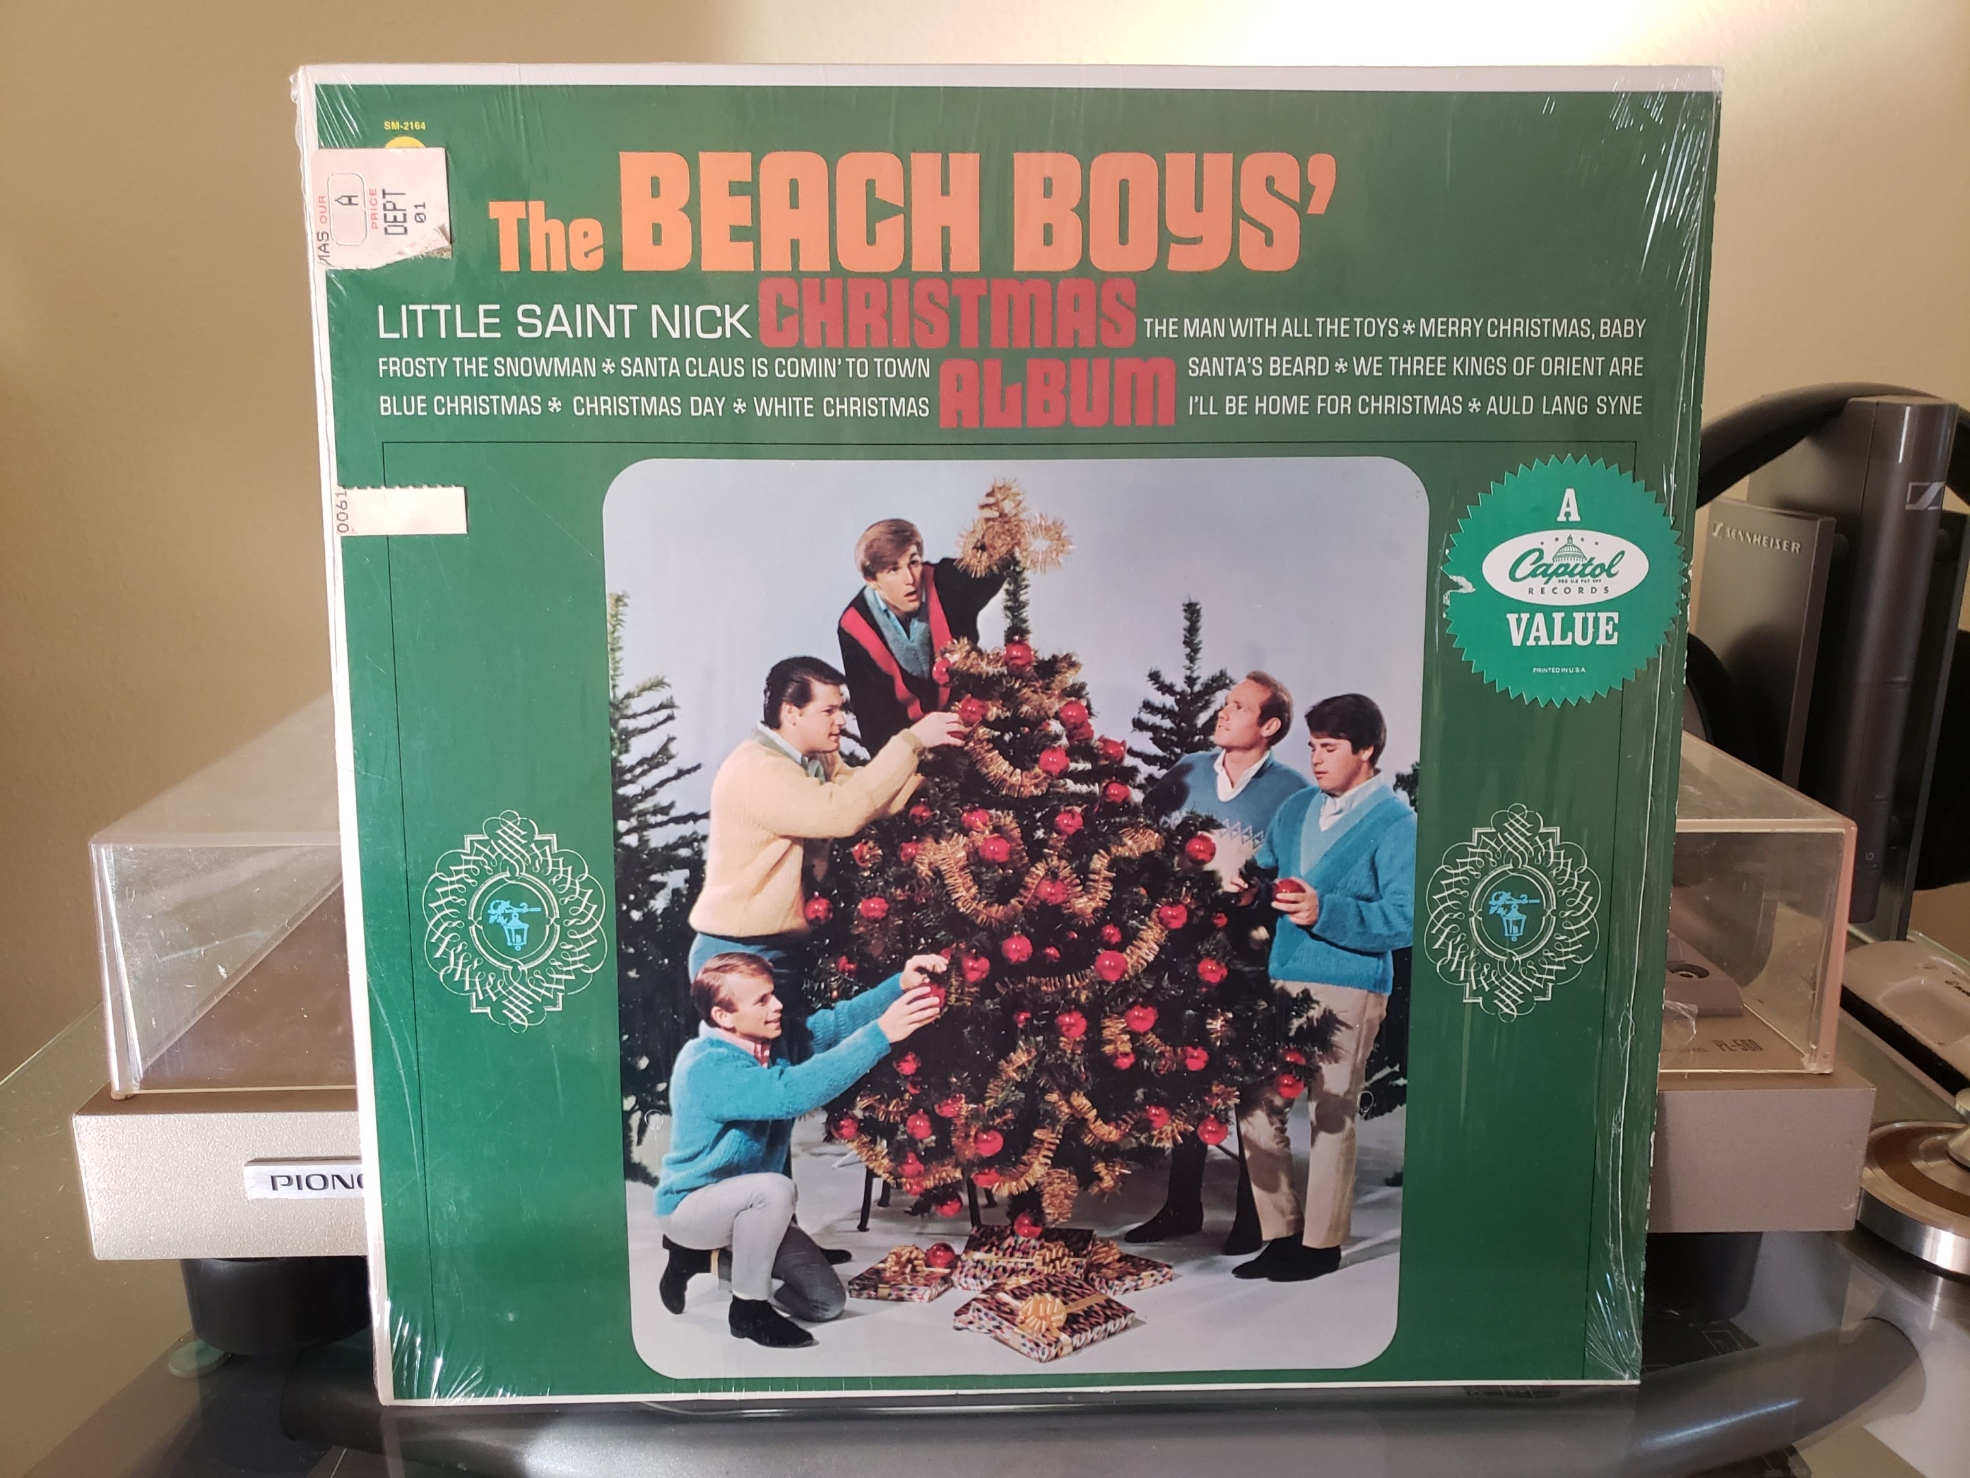 SM-2164
OUR
A
PRICE
DEPT
01
The BEACH BOYS'
CHRISTMAS
ALBUM
LITTLE SAINT NICK
FROSTY THE SNOWMAN * SANTA CLAUS IS COMIN' TO TOWN
BLUE CHRISTMAS * CHRISTMAS DAY * WHITE CHRISTMAS
THE MAN WITH ALL THE TOYS * MERRY CHRISTMAS, BABY
SANTA'S BEARD * WE THREE KINGS OF ORIENT ARE
I'LL BE HOME FOR CHRISTMAS * AULD LANG SYNE
0061
A
Capitol
RECORDS
VALUE
PRINTED IN U.S.A.
SENNHEISER
PIONE
PL-500